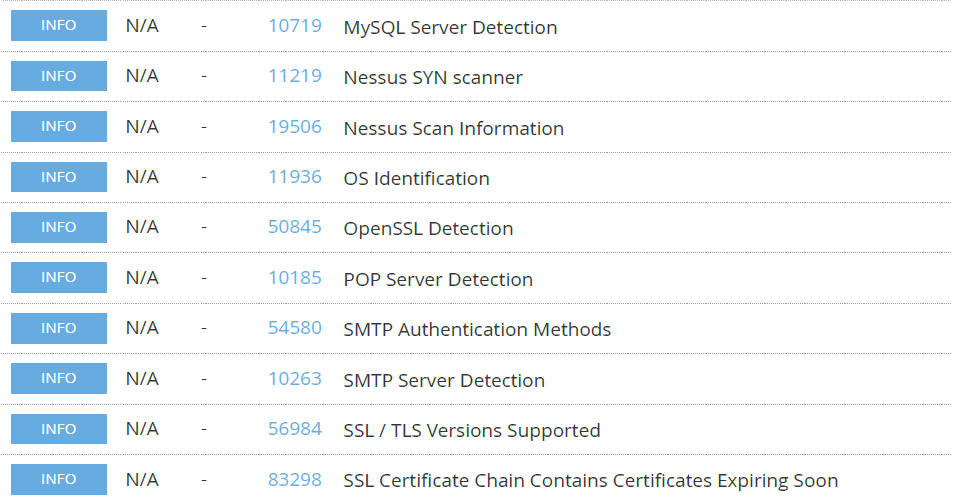 INFO N/A - 10719 MySQL Server Detection
INFO N/A - 11219 Nessus SYN scanner
INFO N/A - 19506 Nessus Scan Information
INFO N/A - 11936 OS Identification
INFO N/A - 50845 OpenSSL Detection
INFO N/A - 10185 POP Server Detection
INFO N/A - 54580 SMTP Authentication Methods
INFO N/A - 10263 SMTP Server Detection
INFO N/A - 56984 SSL / TLS Versions Supported
INFO N/A - 83298 SSL Certificate Chain Contains Certificates Expiring Soon